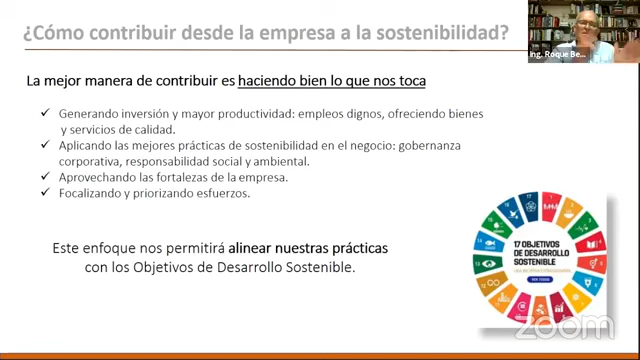 ¿Cómo contribuir desde la empresa a la sostenibilidad?
Ing. Roque Be...
La mejor manera de contribuir es haciendo bien lo que nos toca
✓ Generando inversión y mayor productividad: empleos dignos, ofreciendo bienes
y servicios de calidad.
✓ Aplicando las mejores prácticas de sostenibilidad en el negocio: gobernanza
corporativa, responsabilidad social y ambiental.
✓ Aprovechando las fortalezas de la empresa.
✓ Focalizando y priorizando esfuerzos.
Este enfoque nos permitirá alinear nuestras prácticas
con los Objetivos de Desarrollo Sostenible.
17 OBJETIVOS
DE DESARROLLO
SOSTENIBLE
zoom